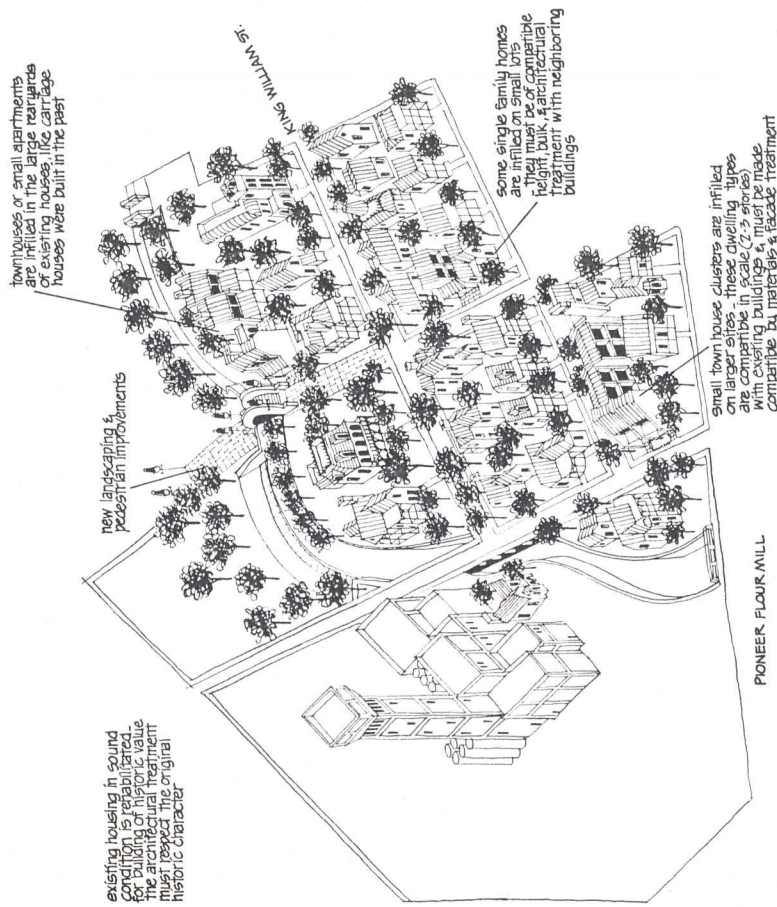 townhouses or small apartments
are infilled in the large rearyards
of existing houses, like carriage
houses were built in the past
KING WILLIAM ST.
new landscaping &
pedestrian improvements
some single family homes
are infilled on small lots
- they must be of compatible
height, bulk, & architectural
treatment with neighboring
buildings
existing housing in sound
condition is rehabilitated_
for building of historic value
the architectural treatment
must respect the original
historic character
small town house clusters are infilled
on larger sites - these dwelling types
are compatible in scale (2-3 stories)
with existing buildings & must be made
compatible by materials & facade treatment
PIONEER FLOUR MILL